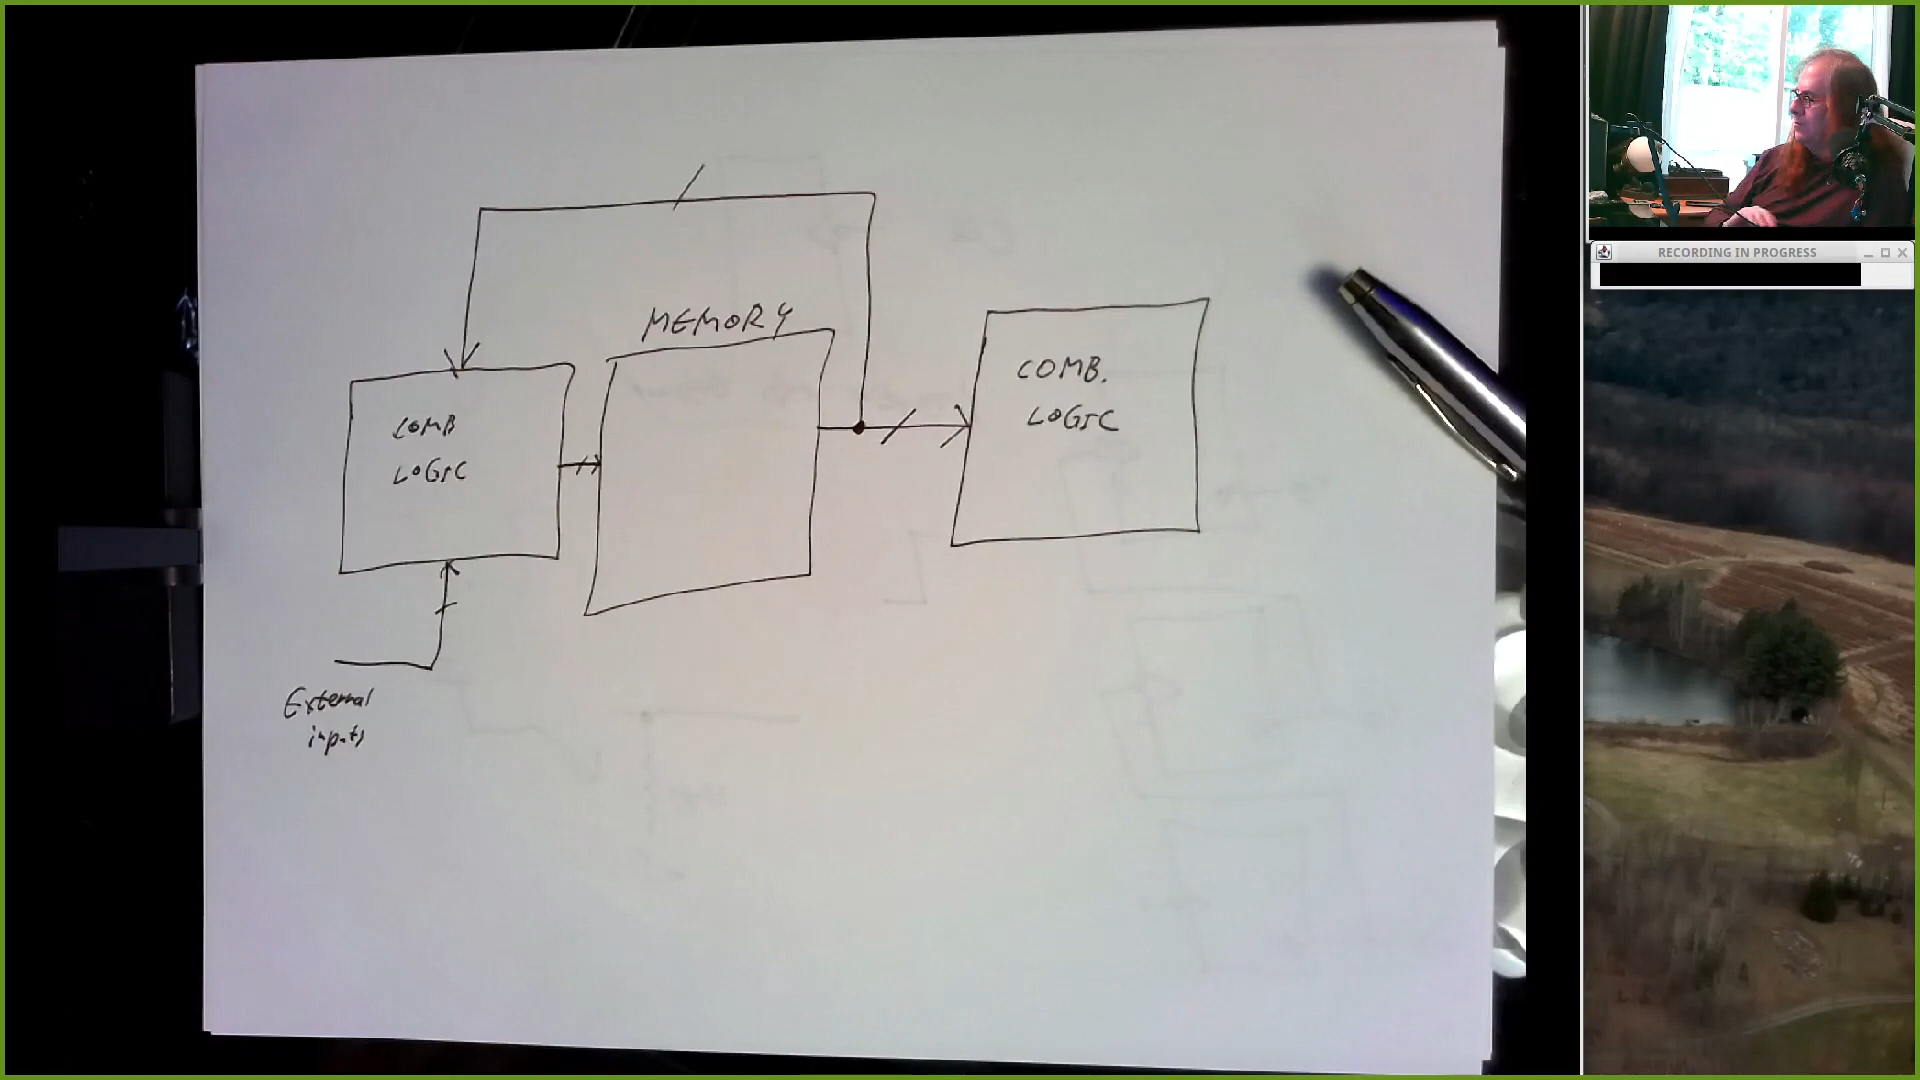 RECORDING IN PROGRESS
MEMORY
COMB.
LOGIC
COMB
LOGIC
External
inputs